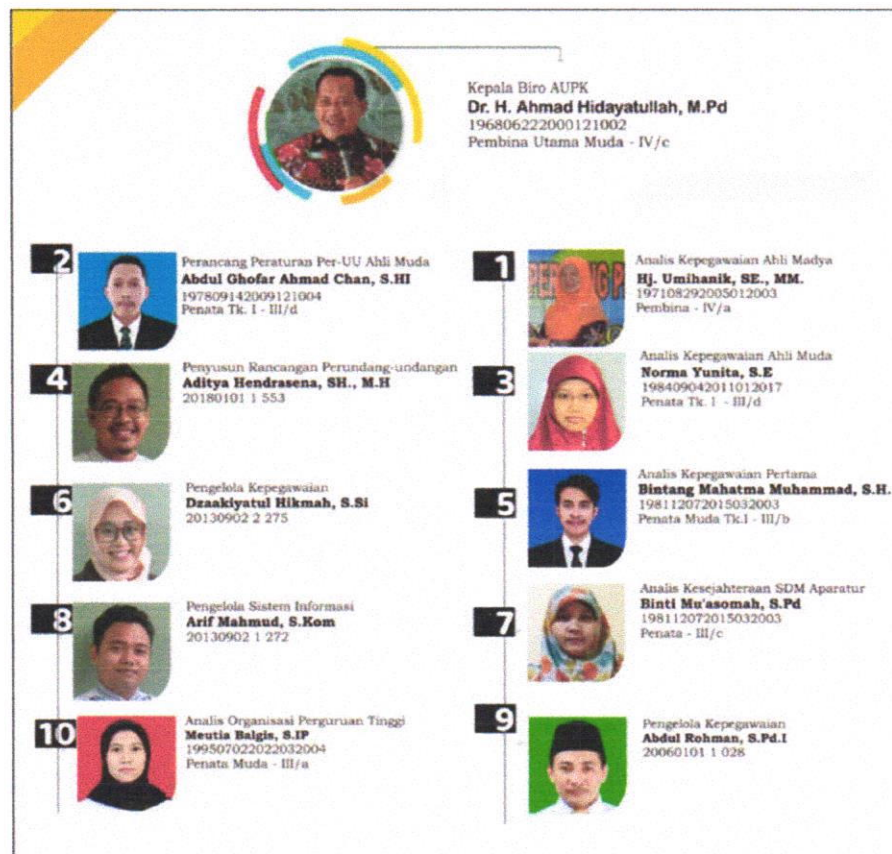 Kepala Biro AUPK
Dr. H. Ahmad Hidayatullah, M.Pd
196806222000121002
Pembina Utama Muda - IV/c
1
Analis Kepegawaian Ahli Madya
Hj. Umihanik, SE., MM.
197108292005012003
Pembina - IV/a
2
Perancang Peraturan Per-UU Ahli Muda
Abdul Ghofar Ahmad Chan, S.HI
197809142009121004
Penata Tk. I - III/d
3
Analis Kepegawaian Ahli Muda
Norma Yunita, S.E
198409042011012017
Penata Tk. I - III/d
4
Penyusun Rancangan Perundang-undangan
Aditya Hendrasena, SH., M.H
20180101 1 553
5
Analis Kepegawaian Pertama
Bintang Mahatma Muhammad, S.H.
198112072015032003
Penata Muda Tk.I - III/b
6
Pengelola Kepegawaian
Dzaakiyatul Hikmah, S.Si
20130902 2 275
7
Analis Kesejahteraan SDM Aparatur
Binti Mu'asomah, S.Pd
198112072015032003
Penata - III/c
8
Pengelola Sistem Informasi
Arif Mahmud, S.Kom
20130902 1 272
9
Pengelola Kepegawaian
Abdul Rohman, S.Pd.I
20060101 1 028
10
Analis Organisasi Perguruan Tinggi
Meutia Balgis, S.IP
199507022022032004
Penata Muda - III/a